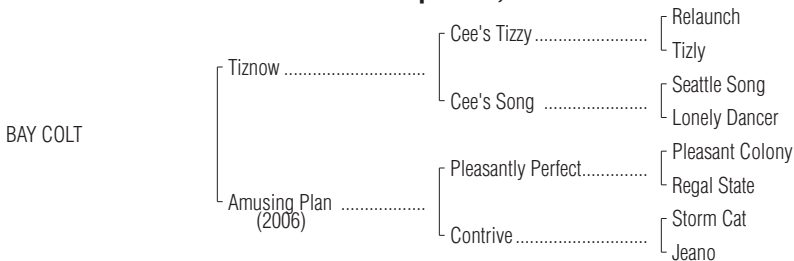 Relaunch
Cee's Tizzy
Tizly
Tiznow
Seattle Song
Cee's Song
Lonely Dancer
BAY COLT
Pleasant Colony
Pleasantly Perfect
Regal State
Amusing Plan
(2006)
Storm Cat
Contrive
Jeano